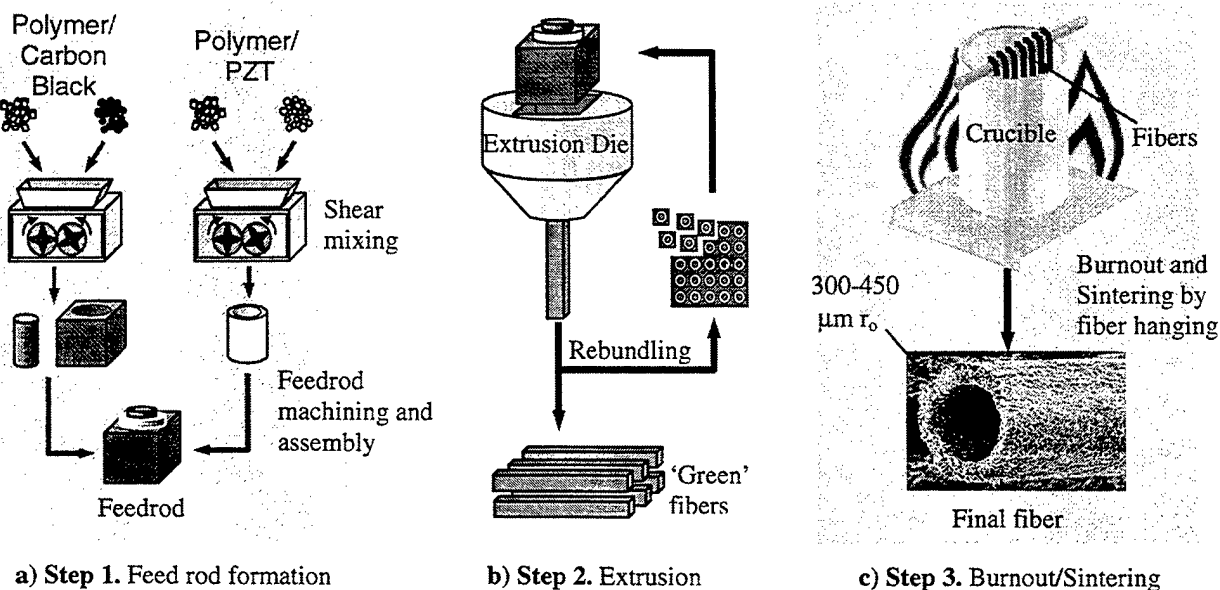 Polymer/
Carbon
Black
Polymer/
PZT
Shear
mixing
Feedrod
machining and
assembly
Feedrod
a) Step 1. Feed rod formation
Extrusion Die
Rebundling
'Green'
fibers
b) Step 2. Extrusion
Crucible
Fibers
300-450
μm rₒ
Burnout and
Sintering by
fiber hanging
Final fiber
c) Step 3. Burnout/Sintering